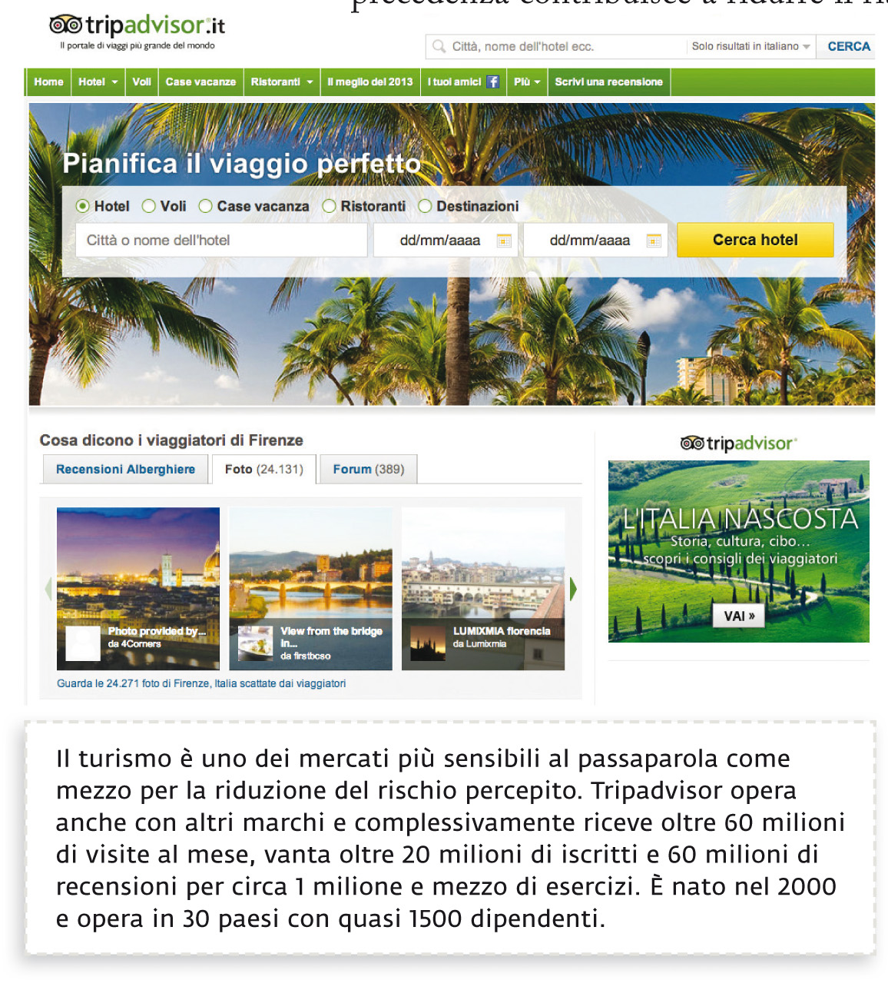 precedenza contribuisce a ridurre il
tripadvisor.it
Il portale di viaggi più grande del mondo
Città, nome dell'hotel ecc. Solo risultati in italiano CERCA
Home Hotel Voli Case vacanze Ristoranti Il meglio del 2013 I tuoi amici f Più Scrivi una recensione
Pianifica il viaggio perfetto
Hotel Voli Case vacanza Ristoranti Destinazioni
Città o nome dell'hotel dd/mm/aaaa dd/mm/aaaa Cerca hotel
Cosa dicono i viaggiatori di Firenze
Recensioni Alberghiere Foto (24.131) Forum (389)
Photo provided by...
da 4Corners
View from the bridge
in...
da firstbcso
LUMIXMIA florencia
da Lumixmia
Guarda le 24.271 foto di Firenze, Italia scattate dai viaggiatori
tripadvisor®
L'ITALIA NASCOSTA
Storia, cultura, cibo...
scopri i consigli dei viaggiatori
VAI »
Il turismo è uno dei mercati più sensibili al passaparola come
mezzo per la riduzione del rischio percepito. Tripadvisor opera
anche con altri marchi e complessivamente riceve oltre 60 milioni
di visite al mese, vanta oltre 20 milioni di iscritti e 60 milioni di
recensioni per circa 1 milione e mezzo di esercizi. È nato nel 2000
e opera in 30 paesi con quasi 1500 dipendenti.